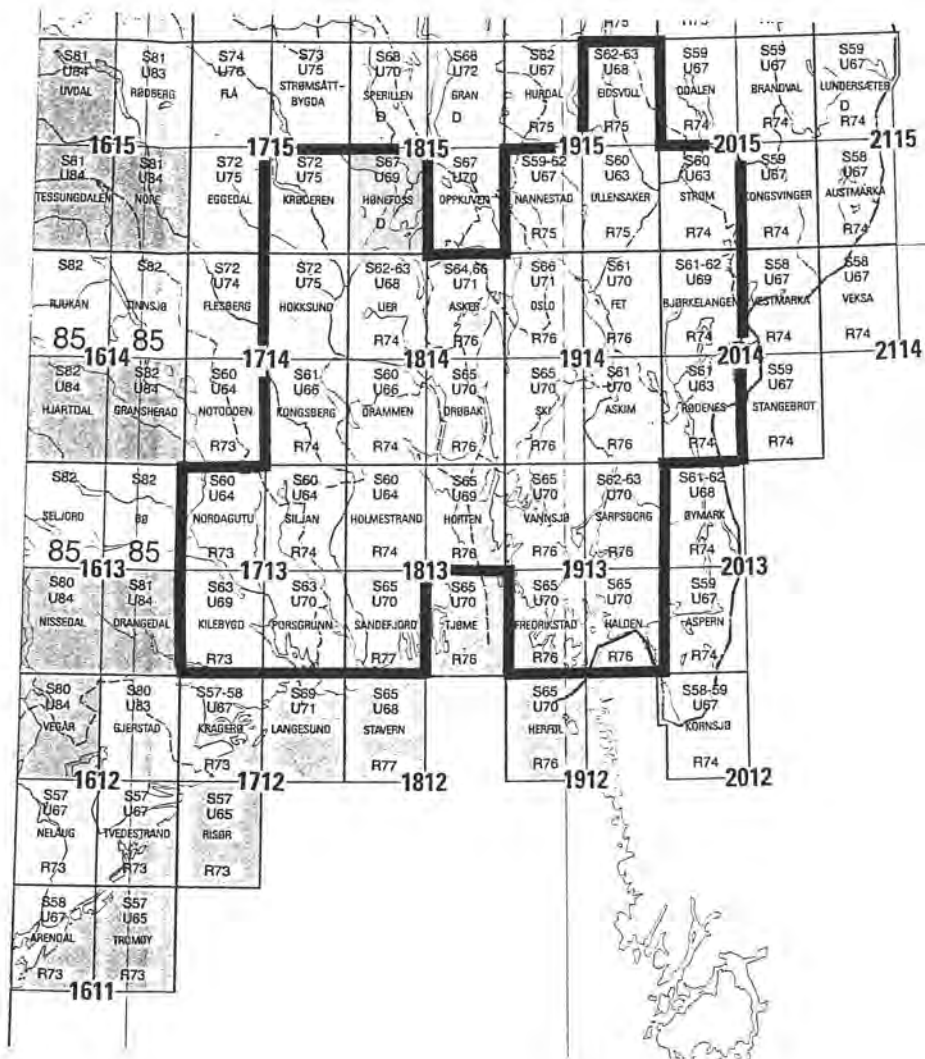 R75
S81 S81 S74 S73 S68 S66 S62 S62-63 S59 S59 S59
U84 U83 U76 U75 U70 U72 U67 U68 U67 U67 U67
UVDAL RØDBERG FLÅ STRØMSÅTT- SPERILLEN GRAN HURDAL EIDSVOLL ODALEN BRANDVAL LUNDERSÆTER
BYGDA
D D D
R75 R75 R74 R74 R74
1615 1715 1815 1915 2015 2115
S81 S81 S72 S72 S67 S67 S59-62 S60 S60 S59 S58
U84 U84 U75 U75 U69 U70 U67 U63 U63 U67 U67
TESSUNGDALEN NORE EGGEDAL KRØDEREN HØNEFOSS OPPKUVEN NANNESTAD ULLENSAKER STRØM KONGSVINGER AUSTMARKA
D
R75 R75 R74 R74 R74
S82 S82 S72 S72 S62-63 S64,66 S66 S61 S61-62 S58 S58
U74 U75 U68 U71 U71 U70 U69 U67 U67
RJUKAN TINNSJØ FLESBERG HOKKSUND LIER ASKER OSLO FET BJØRKELANGEN VESTMARKA VEKSA
85 85 R74 R76 R76 R76 R74 R74 R74
1614 1714 1814 1914 2014 2114
S82 S82 S60 S61 S60 S65 S65 S61 S61 S59
U84 U84 U64 U66 U66 U70 U70 U70 U63 U67
HJARTDAL GRANSHERAD NOTODDEN KONGSBERG DRAMMEN DRØBAK SKI ASKIM RØDENES STANGEBROT
R73 R74 R74 R76 R76 R76 R74 R74
S82 S82 S60 S60 S60 S65 S65 S62-63 S61-62
U64 U64 U64 U69 U70 U70 U68
SELJORD BØ NORDAGUTU SILJAN HOLMESTRAND HORTEN VANNSJØ SARPSBORG ØYMARK
85 85 R73 R74 R74 R76 R76 R76 R74
1613 1713 1813 1913 2013
S80 S81 S63 S63 S65 S65 S65 S65 S59
U84 U84 U69 U70 U70 U70 U70 U70 U67
NISSEDAL DRANGEDAL KILEBYGD PORSGRUNN SANDEFJORD TJØME FREDRIKSTAD HALDEN ASPERN
R73 R77 R76 R76 R76 R74
S80 S80 S57-58 S69 S65 S65 S58-59
U84 U83 U67 U71 U68 U70 U67
VEGÅR GJERSTAD KRAGERØ LANGESUND STAVERN HERFØL KORNSJØ
R73 R77 R76 R74
1612 1712 1812 1912 2012
S57 S57 S57
U67 U67 U65
NELAUG TVEDESTRAND RISØR
R73 R73 R73
S58 S57
U67 U65
ARENDAL TROMØY
R73 R73
1611